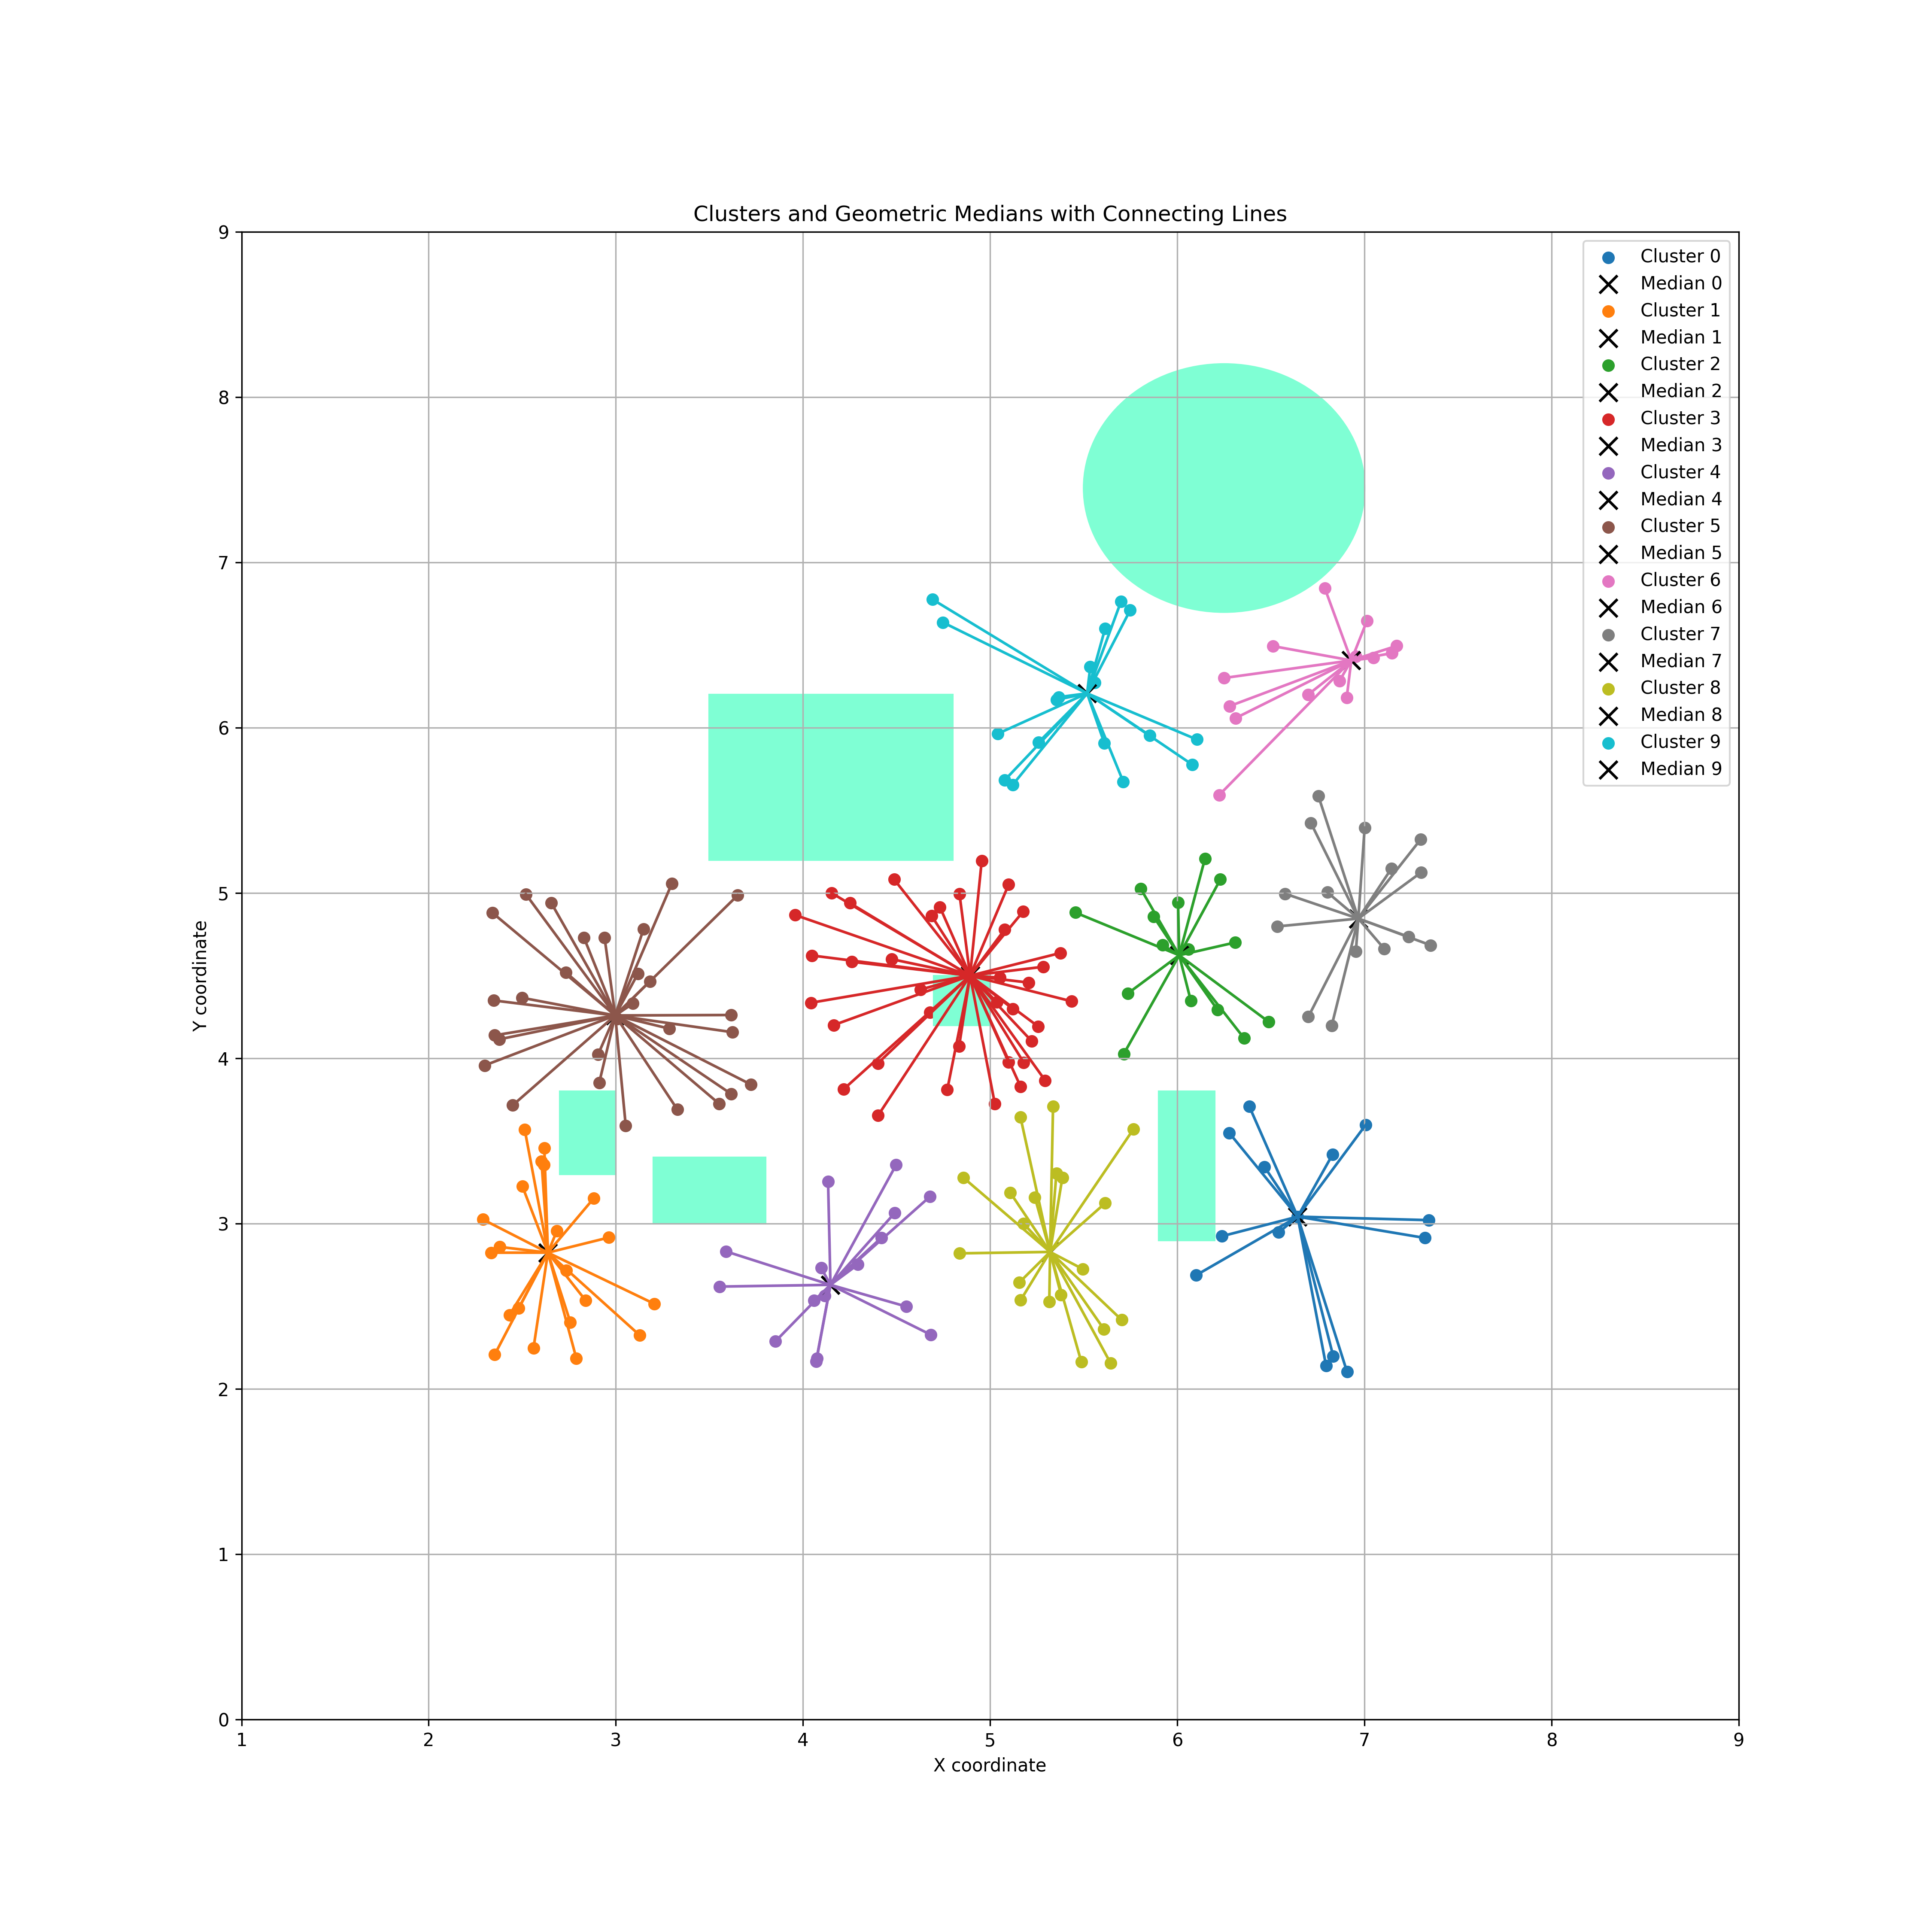 Clusters and Geometric Medians with Connecting Lines
9
8
7
6
5
4
3
2
1
0
Y coordinate
1 2 3 4 5 6 7 8 9
X coordinate
Cluster 0
Median 0
Cluster 1
Median 1
Cluster 2
Median 2
Cluster 3
Median 3
Cluster 4
Median 4
Cluster 5
Median 5
Cluster 6
Median 6
Cluster 7
Median 7
Cluster 8
Median 8
Cluster 9
Median 9